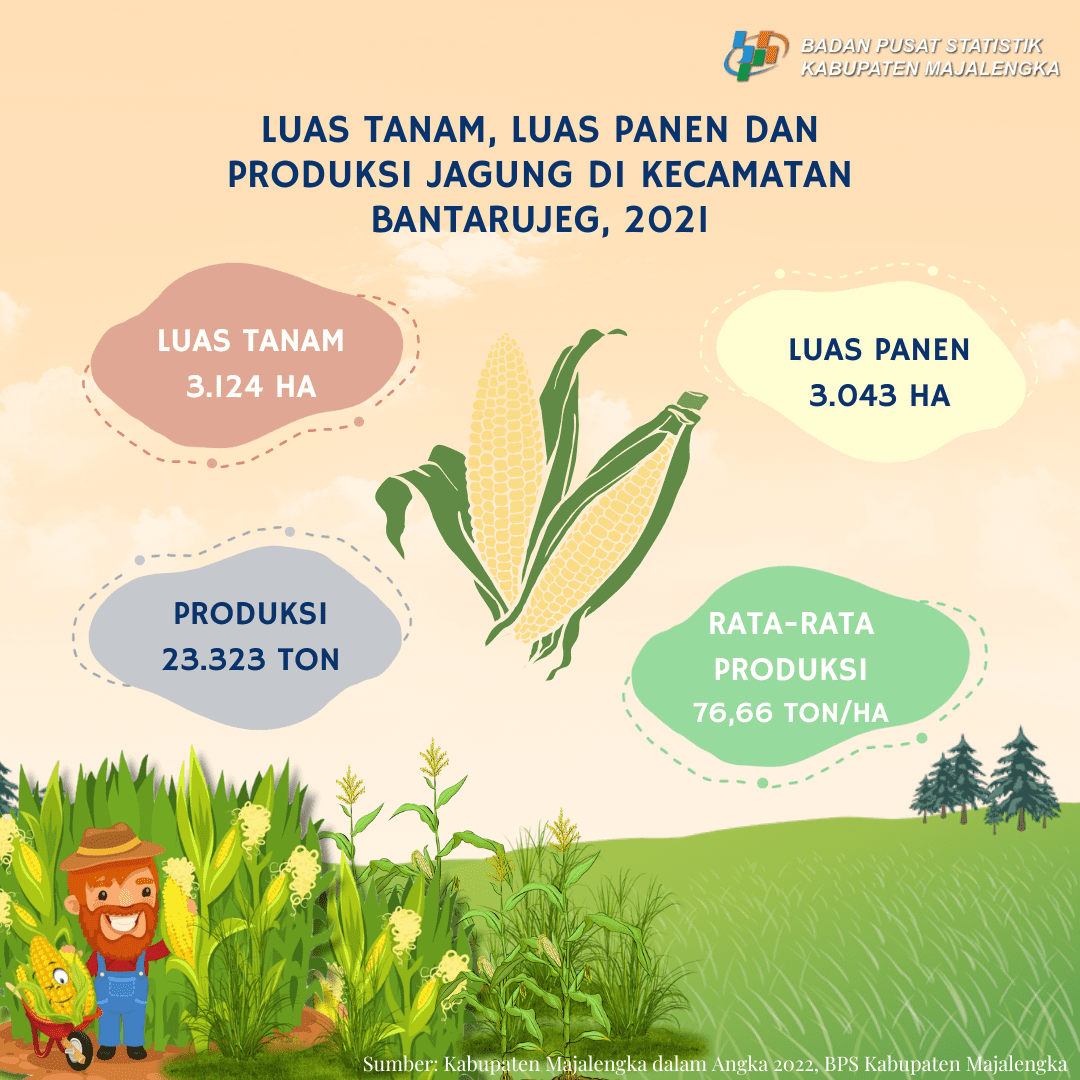 BADAN PUSAT STATISTIK
KABUPATEN MAJALENGKA
LUAS TANAM, LUAS PANEN DAN
PRODUKSI JAGUNG DI KECAMATAN
BANTARUJEG, 2021
LUAS TANAM
3.124 HA
LUAS PANEN
3.043 HA
PRODUKSI
23.323 TON
RATA-RATA
PRODUKSI
76,66 TON/HA
Sumber: Kabupaten Majalengka dalam Angka 2022, BPS Kabupaten Majalengka